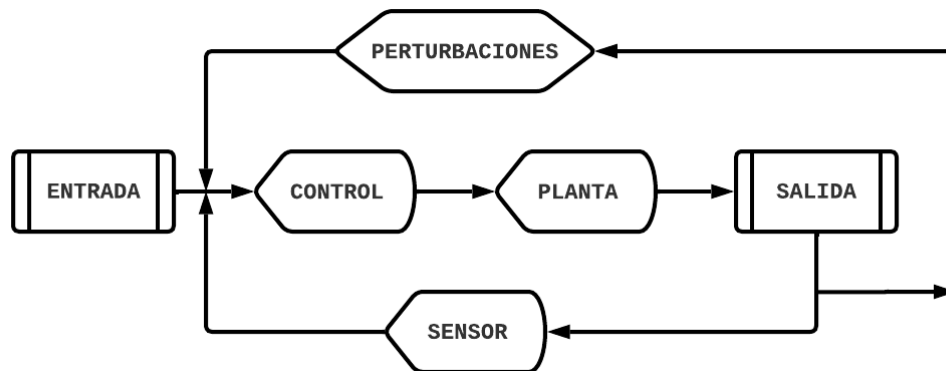 PERTURBACIONES
ENTRADA
CONTROL
PLANTA
SALIDA
SENSOR